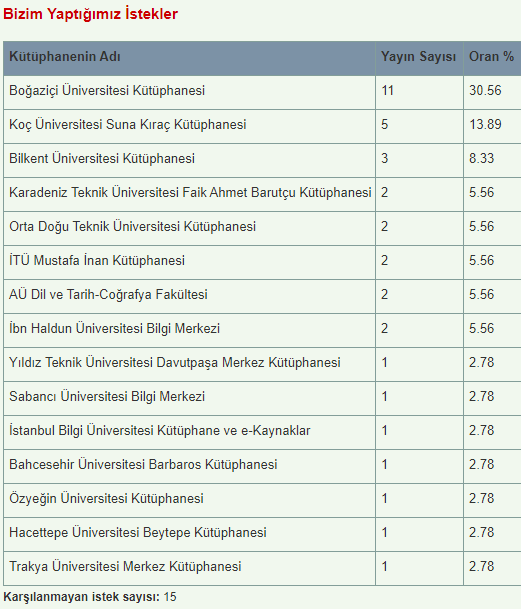 Bizim Yaptığımız İstekler
Kütüphanenin Adı Yayın Sayısı Oran %
Boğaziçi Üniversitesi Kütüphanesi 11 30.56
Koç Üniversitesi Suna Kıraç Kütüphanesi 5 13.89
Bilkent Üniversitesi Kütüphanesi 3 8.33
Karadeniz Teknik Üniversitesi Faik Ahmet Barutçu Kütüphanesi 2 5.56
Orta Doğu Teknik Üniversitesi Kütüphanesi 2 5.56
İTÜ Mustafa İnan Kütüphanesi 2 5.56
AÜ Dil ve Tarih-Coğrafya Fakültesi 2 5.56
İbn Haldun Üniversitesi Bilgi Merkezi 2 5.56
Yıldız Teknik Üniversitesi Davutpaşa Merkez Kütüphanesi 1 2.78
Sabancı Üniversitesi Bilgi Merkezi 1 2.78
İstanbul Bilgi Üniversitesi Kütüphane ve e-Kaynaklar 1 2.78
Bahcesehir Üniversitesi Barbaros Kütüphanesi 1 2.78
Özyeğin Üniversitesi Kütüphanesi 1 2.78
Hacettepe Üniversitesi Beytepe Kütüphanesi 1 2.78
Trakya Üniversitesi Merkez Kütüphanesi 1 2.78
Karşılanmayan istek sayısı: 15